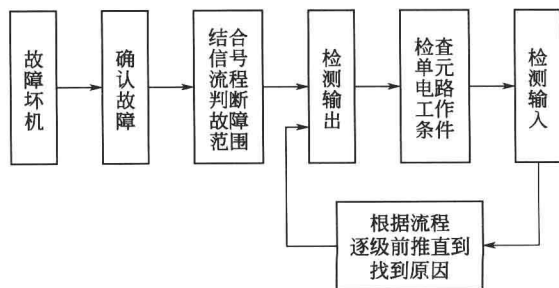 故障坏机
确认故障
结合
信号
流程
判断
故障
范围
检测输出
检查
单元
电路
工作
条件
检测输入
根据流程
逐级前推直到
找到原因